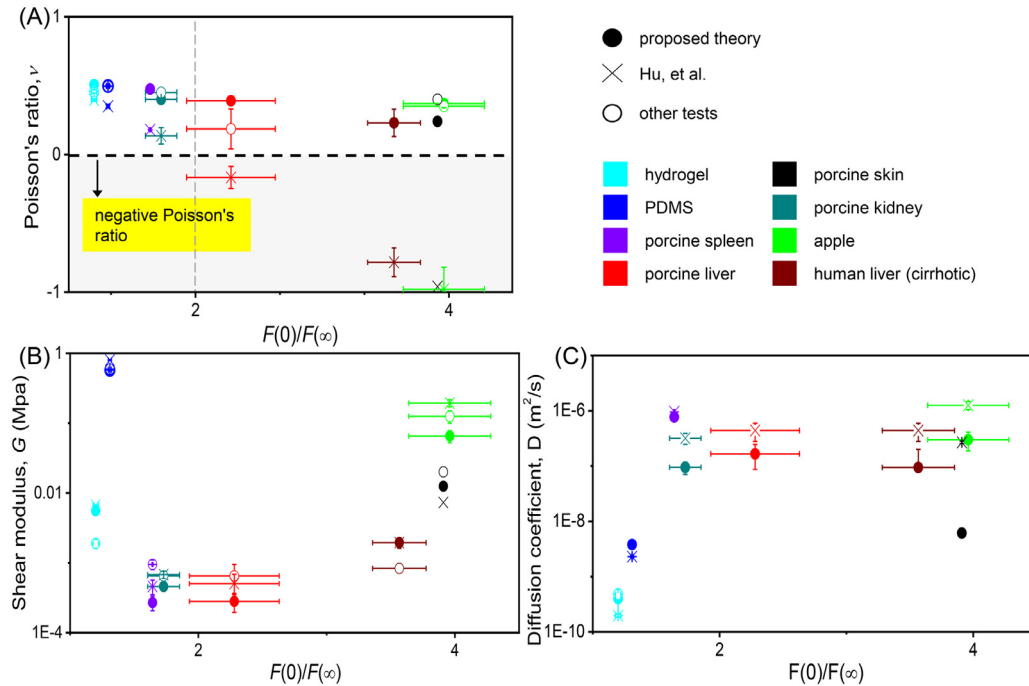 (A)
Poisson's ratio, ν
1
0
-1
negative Poisson's
ratio
2
4
F(0)/F(∞)
proposed theory
Hu, et al.
other tests
hydrogel
porcine skin
PDMS
porcine kidney
porcine spleen
apple
porcine liver
human liver (cirrhotic)
(B)
Shear modulus, G (Mpa)
1
0.01
1E-4
2
4
F(0)/F(∞)
(C)
Diffusion coefficient, D (m²/s)
1E-6
1E-8
1E-10
2
4
F(0)/F(∞)